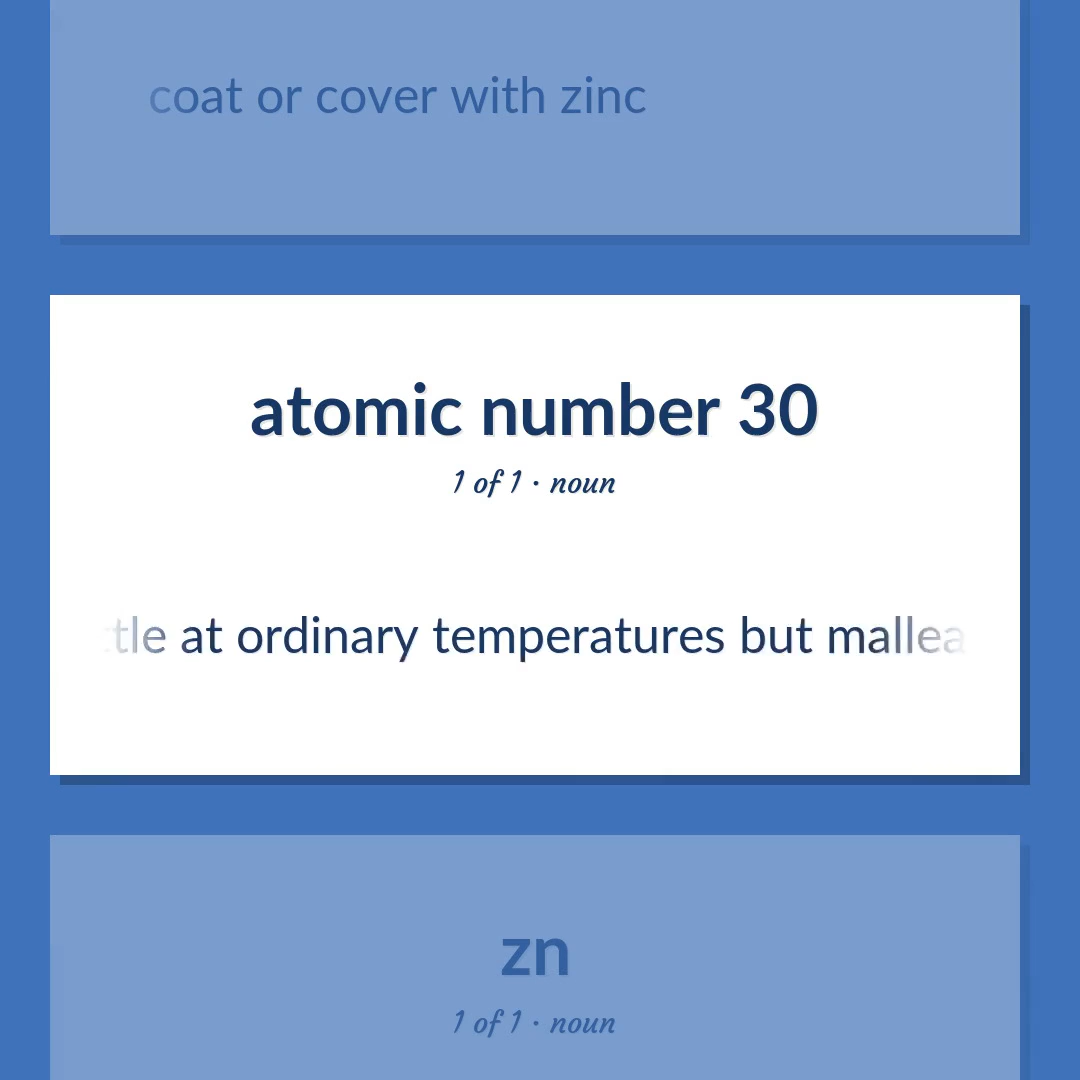 coat or cover with zinc
atomic number 30
1 of 1 · noun
at ordinary temperatures but
zn
1 of 1 · noun